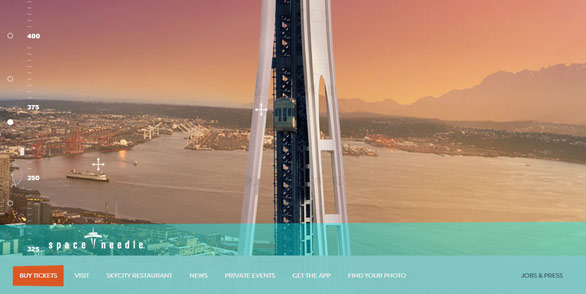 400
375
350
325
space needle
BUY TICKETS
VISIT
SKYCITY RESTAURANT
NEWS
PRIVATE EVENTS
GET THE APP
FIND YOUR PHOTO
JOBS & PRESS